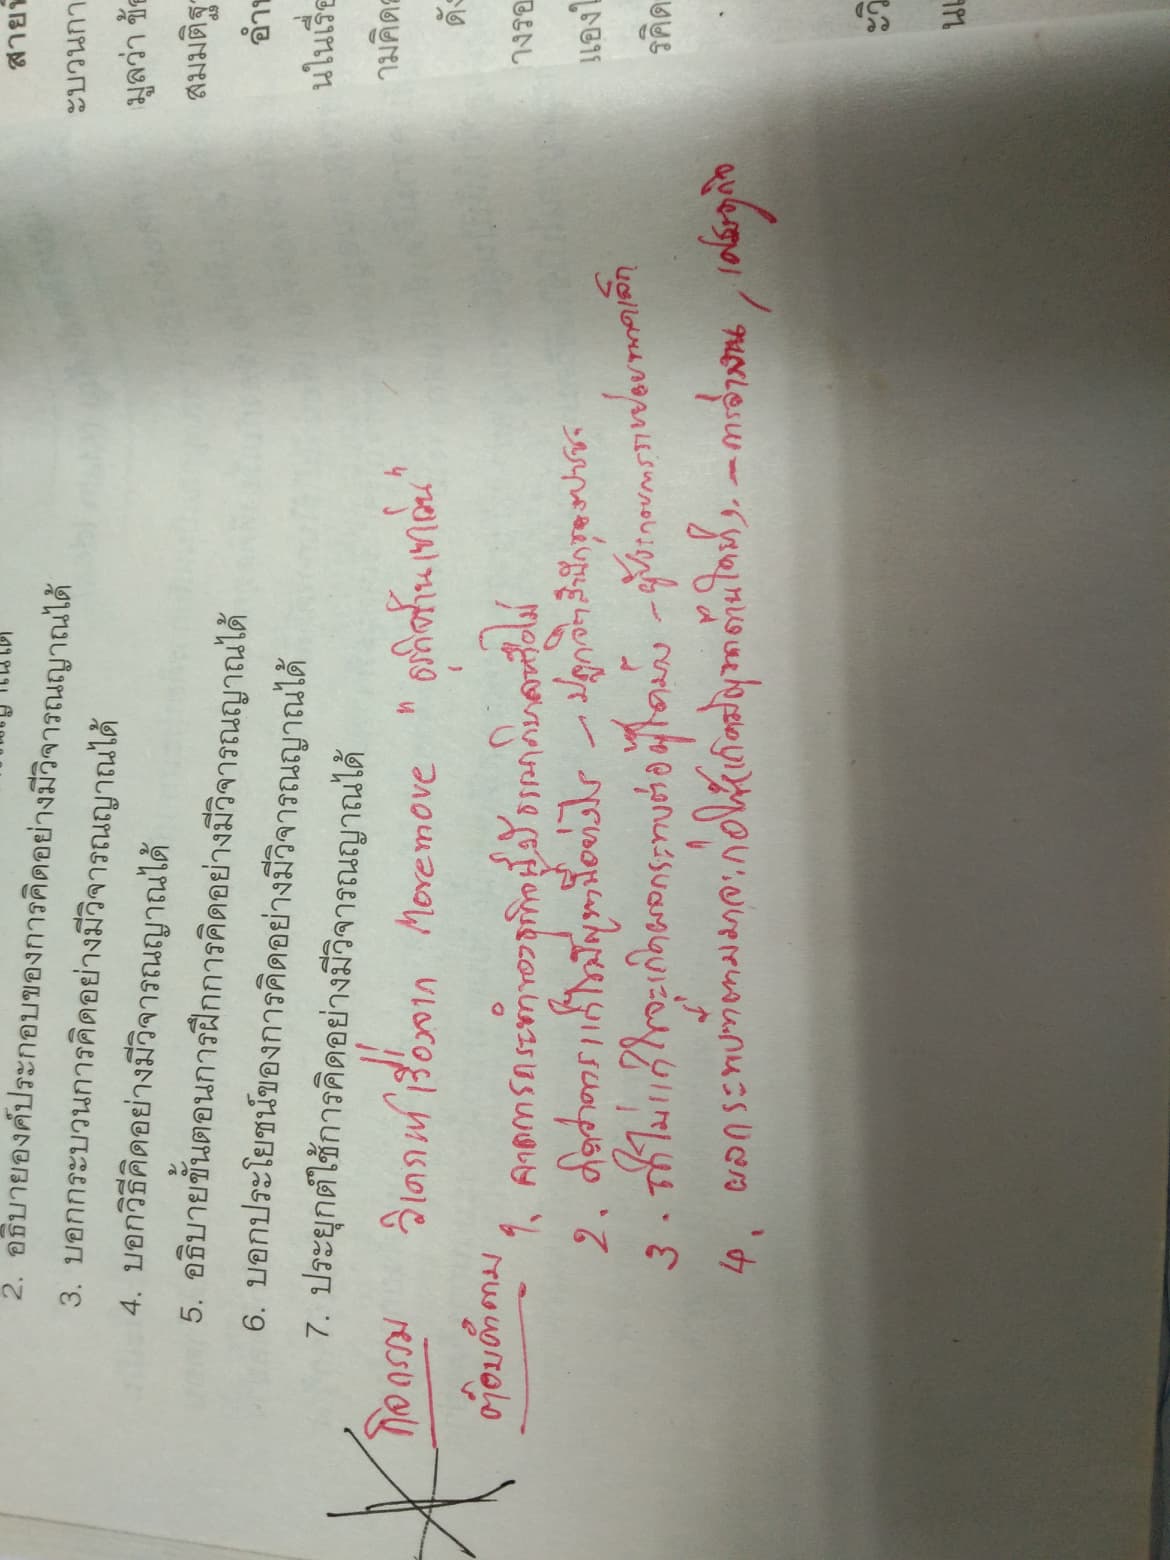 รณญาณได้
2. อธิบายองค์ประกอบของการคิดอย่างมีวิจารณญาณได้
3. บอกกระบวนการคิดอย่างมีวิจารณญาณได้
4. บอกวิธีคิดอย่างมีวิจารณญาณได้
5. อธิบายขั้นตอนการฝึกการคิดอย่างมีวิจารณญาณได้
6. บอกประโยชน์ของการคิดอย่างมีวิจารณญาณได้
7. ประยุกต์ใช้การคิดอย่างมีวิจารณญาณได้
กิจกรรม วิเคราะห์เรื่องจาก Moremove "ธุรกิจร้านเซเว่น"
ตอบคำถาม
1. จากการกระทำของธุรกิจนี้มีธรรมาภิบาลหรือไม่
2. คิดว่าควรแก้ไขปัญหานี้อย่างไร – ปลูกจิตสำนึกของ
3. ถ้าไม่แก้ไขจะเกิดผลกระทบต่อผู้ใดบ้าง – ผู้ประกอบการรายย่อยขนาดเล็ก
4. ผลกระทบที่ตามมาจะก่อให้เกิดปัญหาด้านใดบ้าง – การจ้างงาน, เศรษฐกิจ
สายพ
ะบวนกา
มูลว่า ข้อ
สมมติฐา
นในเรื่อ
ามคิด
ดัง
างรอ
แองใ
รคิด
ะวิ